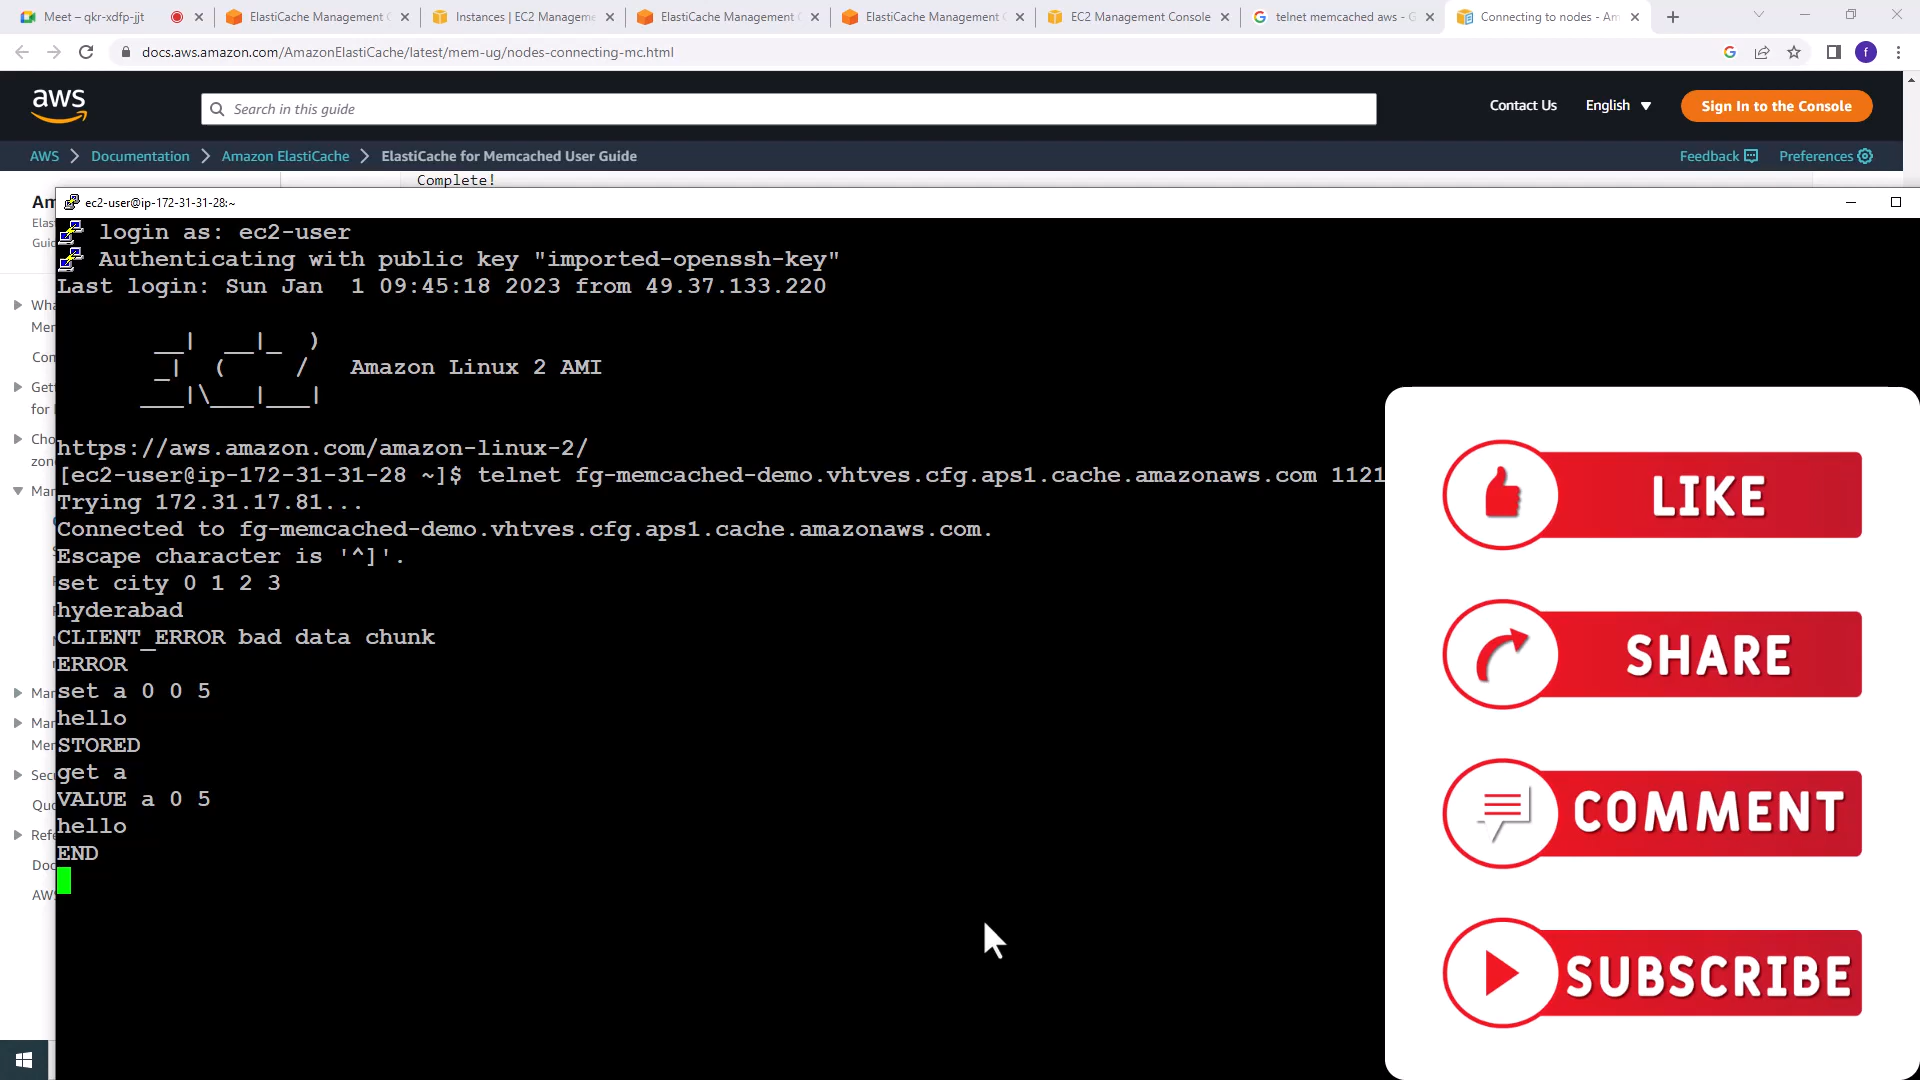 Meet – qkr-xdfp-jjt
ElastiCache Management C
Instances | EC2 Manageme
ElastiCache Management C
ElastiCache Management C
EC2 Management Console
telnet memcached aws - G
Connecting to nodes - Am
docs.aws.amazon.com/AmazonElastiCache/latest/mem-ug/nodes-connecting-mc.html
f
aws
Search in this guide
Contact Us
English
Sign In to the Console
AWS
Documentation
Amazon ElastiCache
ElastiCache for Memcached User Guide
Feedback
Preferences
Complete!
ec2-user@ip-172-31-31-28:~
login as: ec2-user
Authenticating with public key "imported-openssh-key"
Last login: Sun Jan  1 09:45:18 2023 from 49.37.133.220
__|  __|_  )
_|  (     /   Amazon Linux 2 AMI
___|\___|___|
https://aws.amazon.com/amazon-linux-2/
[ec2-user@ip-172-31-31-28 ~]$ telnet fg-memcached-demo.vhtves.cfg.aps1.cache.amazonaws.com 1121
Trying 172.31.17.81...
Connected to fg-memcached-demo.vhtves.cfg.aps1.cache.amazonaws.com.
Escape character is '^]'.
set city 0 1 2 3
hyderabad
CLIENT_ERROR bad data chunk
ERROR
set a 0 0 5
hello
STORED
get a
VALUE a 0 5
hello
END
LIKE
SHARE
COMMENT
SUBSCRIBE